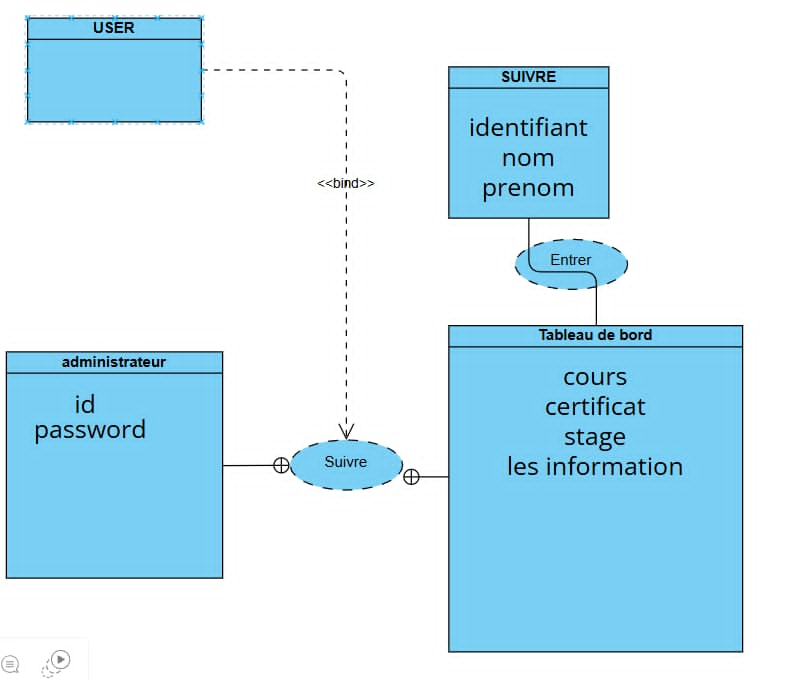 USER
SUIVRE
identifiant
nom
prenom
<<bind>>
Entrer
Tableau de bord
cours
certificat
stage
les information
administrateur
id
password
Suivre